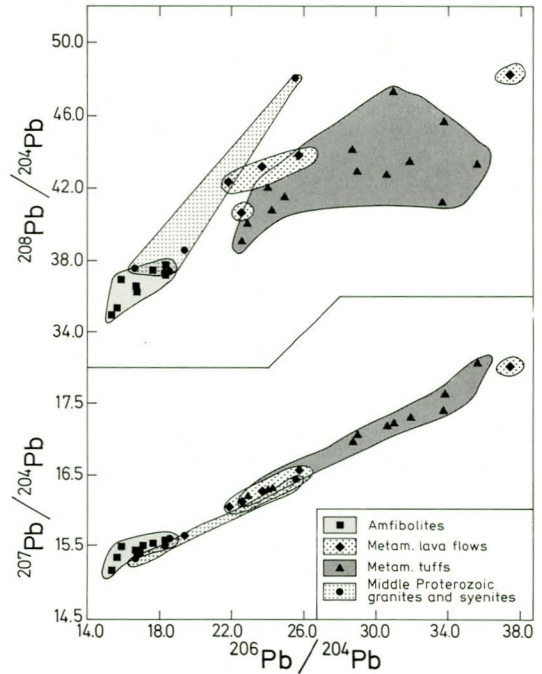 50.0
46.0
42.0
38.0
34.0
208Pb/204Pb
17.5
16.5
15.5
14.5
207Pb/204Pb
Amfibolites
Metam. lava flows
Metam. tuffs
Middle Proterozoic
granites and syenites
14.0 18.0 22.0 26.0 30.0 34.0 38.0
206Pb/204Pb